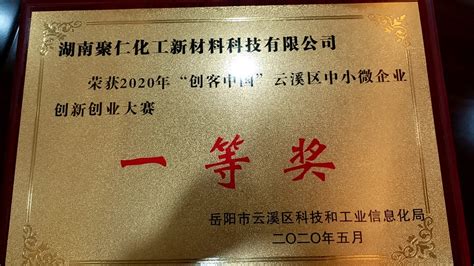 湖南聚仁化工新材料科技有限公司
荣获2020年“创客中国”云溪区中小微企业
创新创业大赛
一等奖
岳阳市云溪区科技和工业信息化局
二〇二〇年五月